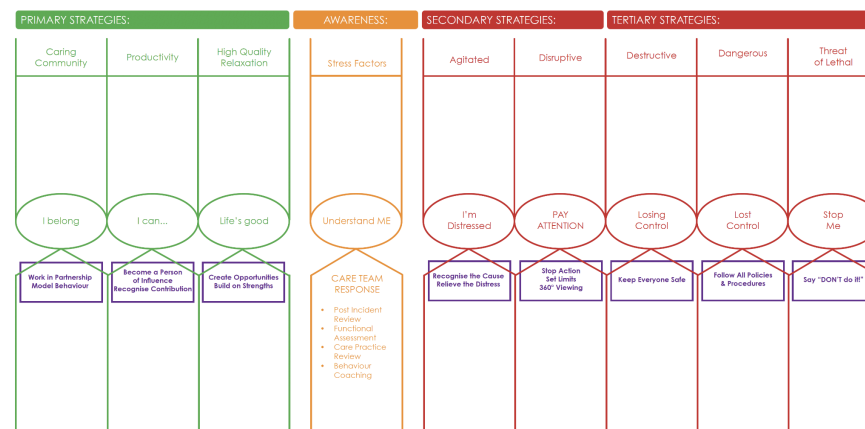 PRIMARY STRATEGIES:
AWARENESS:
SECONDARY STRATEGIES:
TERTIARY STRATEGIES:
Caring
Community
Productivity
High Quality
Relaxation
Stress Factors
Agitated
Disruptive
Destructive
Dangerous
Threat
of Lethal
I belong
I can...
Life's good
Understand ME
I'm
Distressed
PAY
ATTENTION
Losing
Control
Lost
Control
Stop
Me
Work in Partnership
Model Behaviour
Become a Person
of Influence
Recognise Contribution
Create Opportunities
Build on Strengths
CARE TEAM
RESPONSE
• Post Incident
Review
• Functional
Assessment
• Care Practice
Review
• Behaviour
Coaching
Recognise the Cause
Relieve the Distress
Stop Action
Set Limits
360° Viewing
Keep Everyone Safe
Follow All Policies
& Procedures
Say "DON'T do it!"